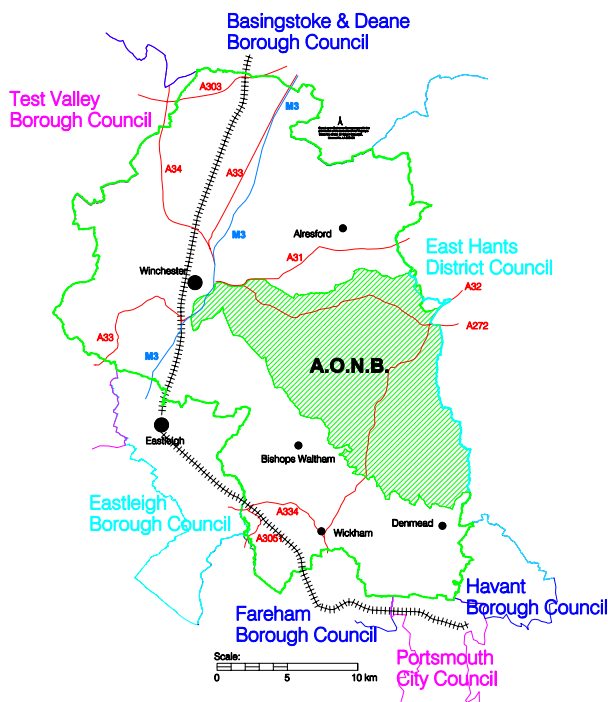 Basingstoke & Deane
Borough Council
Test Valley
Borough Council
A303
M3
A34
A33
M3
Alresford
A31
East Hants
District Council
Winchester
A32
A272
A33
M3
A.O.N.B.
Eastleigh
Bishops Waltham
Eastleigh
Borough Council
A334
A3051
Wickham
Denmead
Havant
Borough Council
Fareham
Borough Council
Portsmouth
City Council
Scale:
0 5 10 km